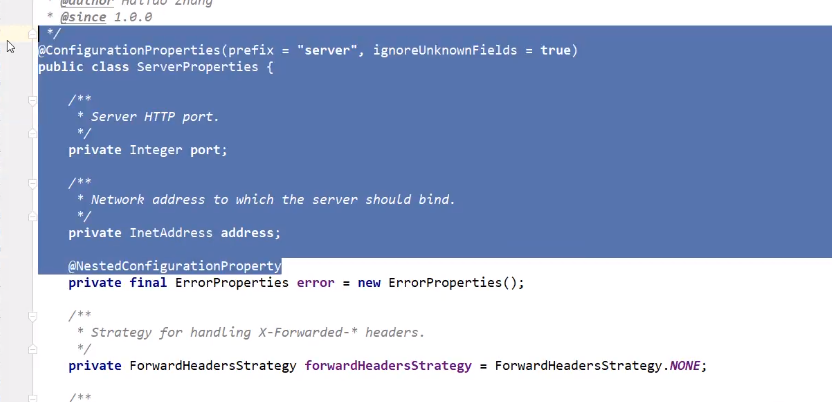 * @author HaiTao Zhang
* @since 1.0.0
*/
@ConfigurationProperties(prefix = "server", ignoreUnknownFields = true)
public class ServerProperties {
/**
* Server HTTP port.
*/
private Integer port;
/**
* Network address to which the server should bind.
*/
private InetAddress address;
@NestedConfigurationProperty
private final ErrorProperties error = new ErrorProperties();
/**
* Strategy for handling X-Forwarded-* headers.
*/
private ForwardHeadersStrategy forwardHeadersStrategy = ForwardHeadersStrategy.NONE;
/**